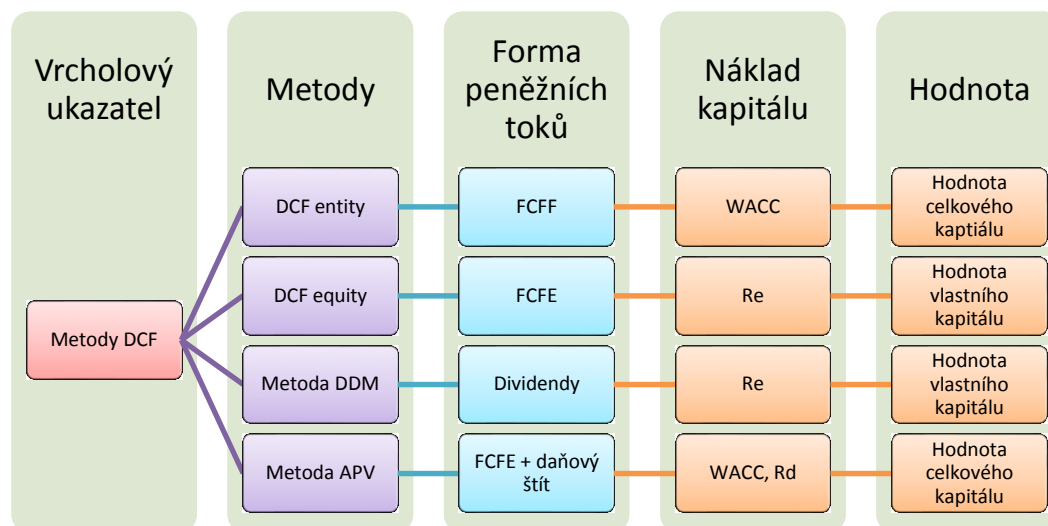 Vrcholový
ukazatel
Metody
Forma
peněžních
toků
Náklad
kapitálu
Hodnota
Metody DCF
DCF entity
FCFF
WACC
Hodnota
celkového
kaptiálu
DCF equity
FCFE
Re
Hodnota
vlastního
kapitálu
Metoda DDM
Dividendy
Re
Hodnota
vlastního
kapitálu
Metoda APV
FCFE + daňový
štít
WACC, Rd
Hodnota
celkového
kapitálu